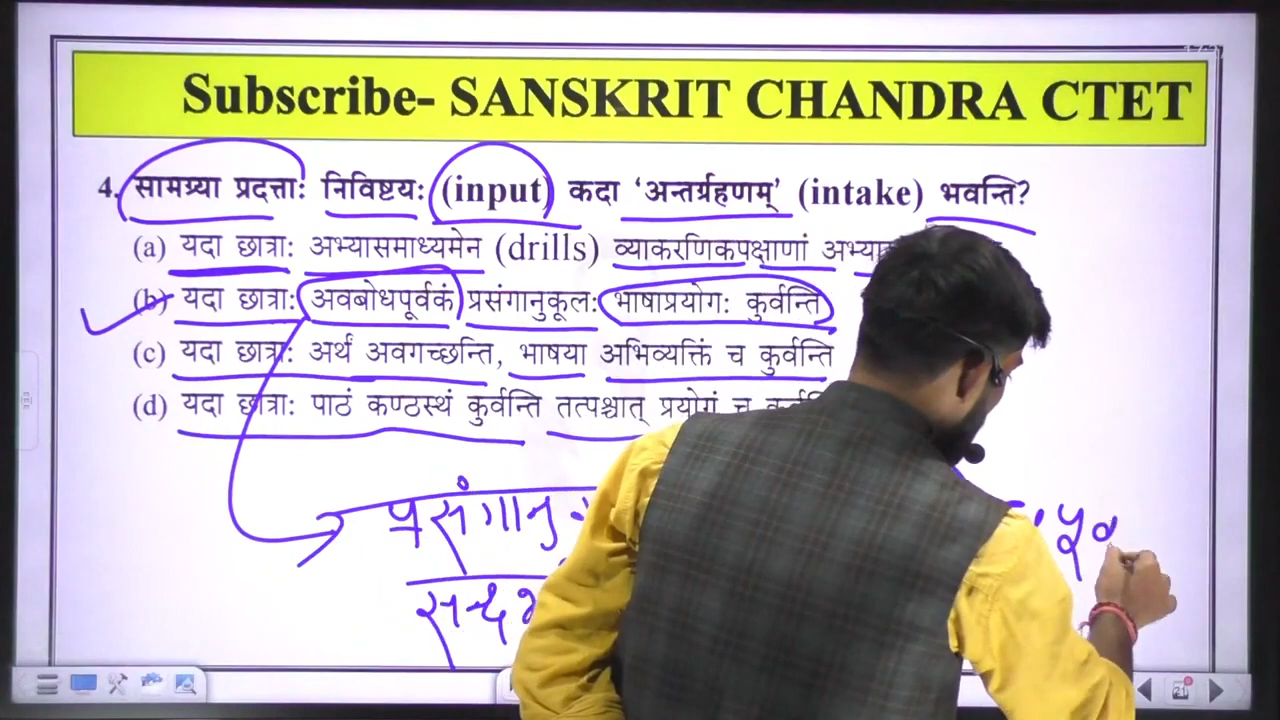 Subscribe- SANSKRIT CHANDRA CTET
4. सामग्र्या प्रदत्ताः निविष्टयः (input) कदा ‘अन्तर्ग्रहणम्’ (intake) भवन्ति?
(a) यदा छात्राः अभ्यासमाध्यमेन (drills) व्याकरणिकपक्षाणां
(b) यदा छात्राः अवबोधपूर्वकं प्रसंगानुकूलः भाषाप्रयोगः कुर्वन्ति
(c) यदा छात्राः अर्थं अवगच्छन्ति, भाषया अभिव्यक्तिं च कुर्वन्ति
(d) यदा छात्राः पाठं कण्ठस्थं कुर्वन्ति तत्पश्चात् प्रयोगं च
प्रसंगानु
21